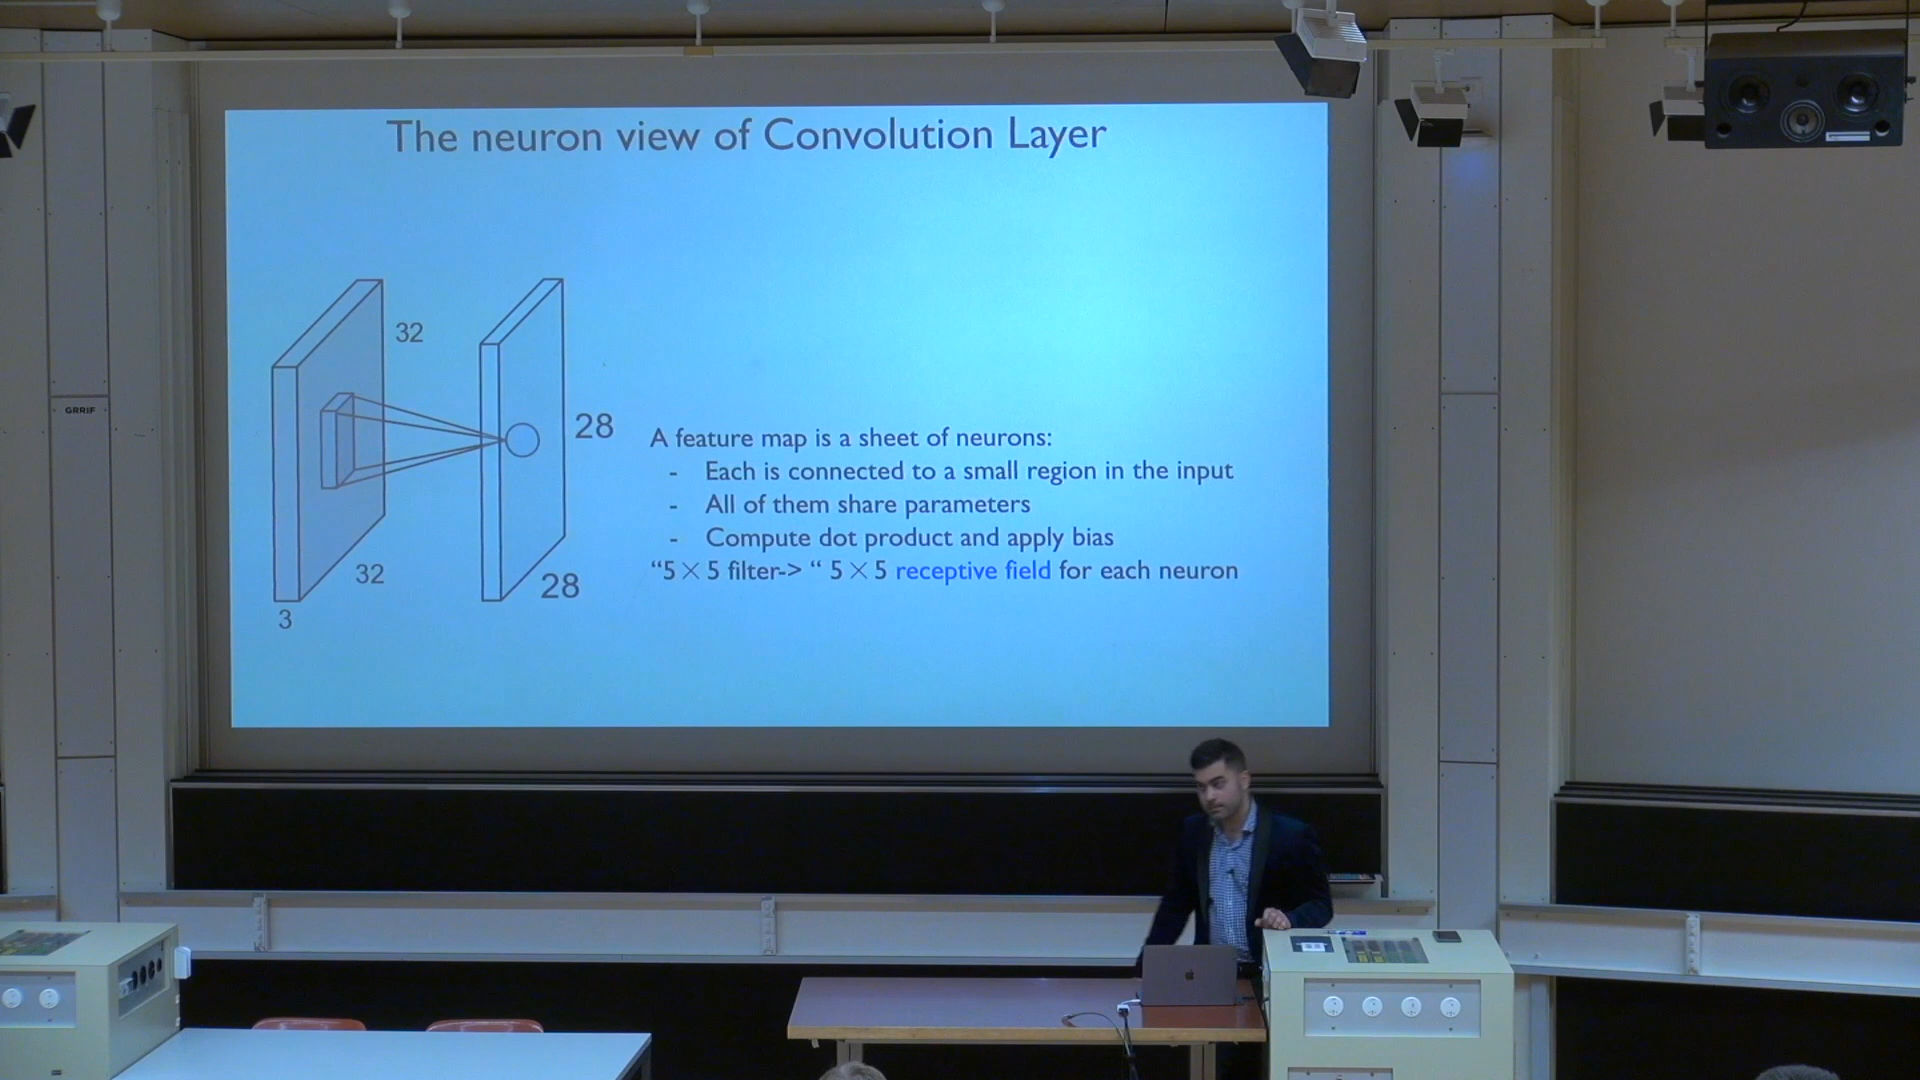 The neuron view of Convolution Layer
32
28
A feature map is a sheet of neurons:
- Each is connected to a small region in the input
- All of them share parameters
- Compute dot product and apply bias
“5×5 filter-> “ 5×5 receptive field for each neuron
32
28
3
GRRIF